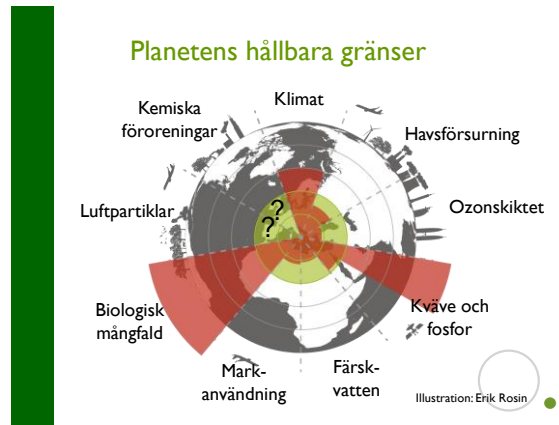 Planetens hållbara gränser
Klimat
Kemiska
föroreningar
Havsförsurning
Luftpartiklar
Ozonskiktet
?
?
Biologisk
mångfald
Kväve och
fosfor
Mark-
användning
Färsk-
vatten
Illustration: Erik Rosin